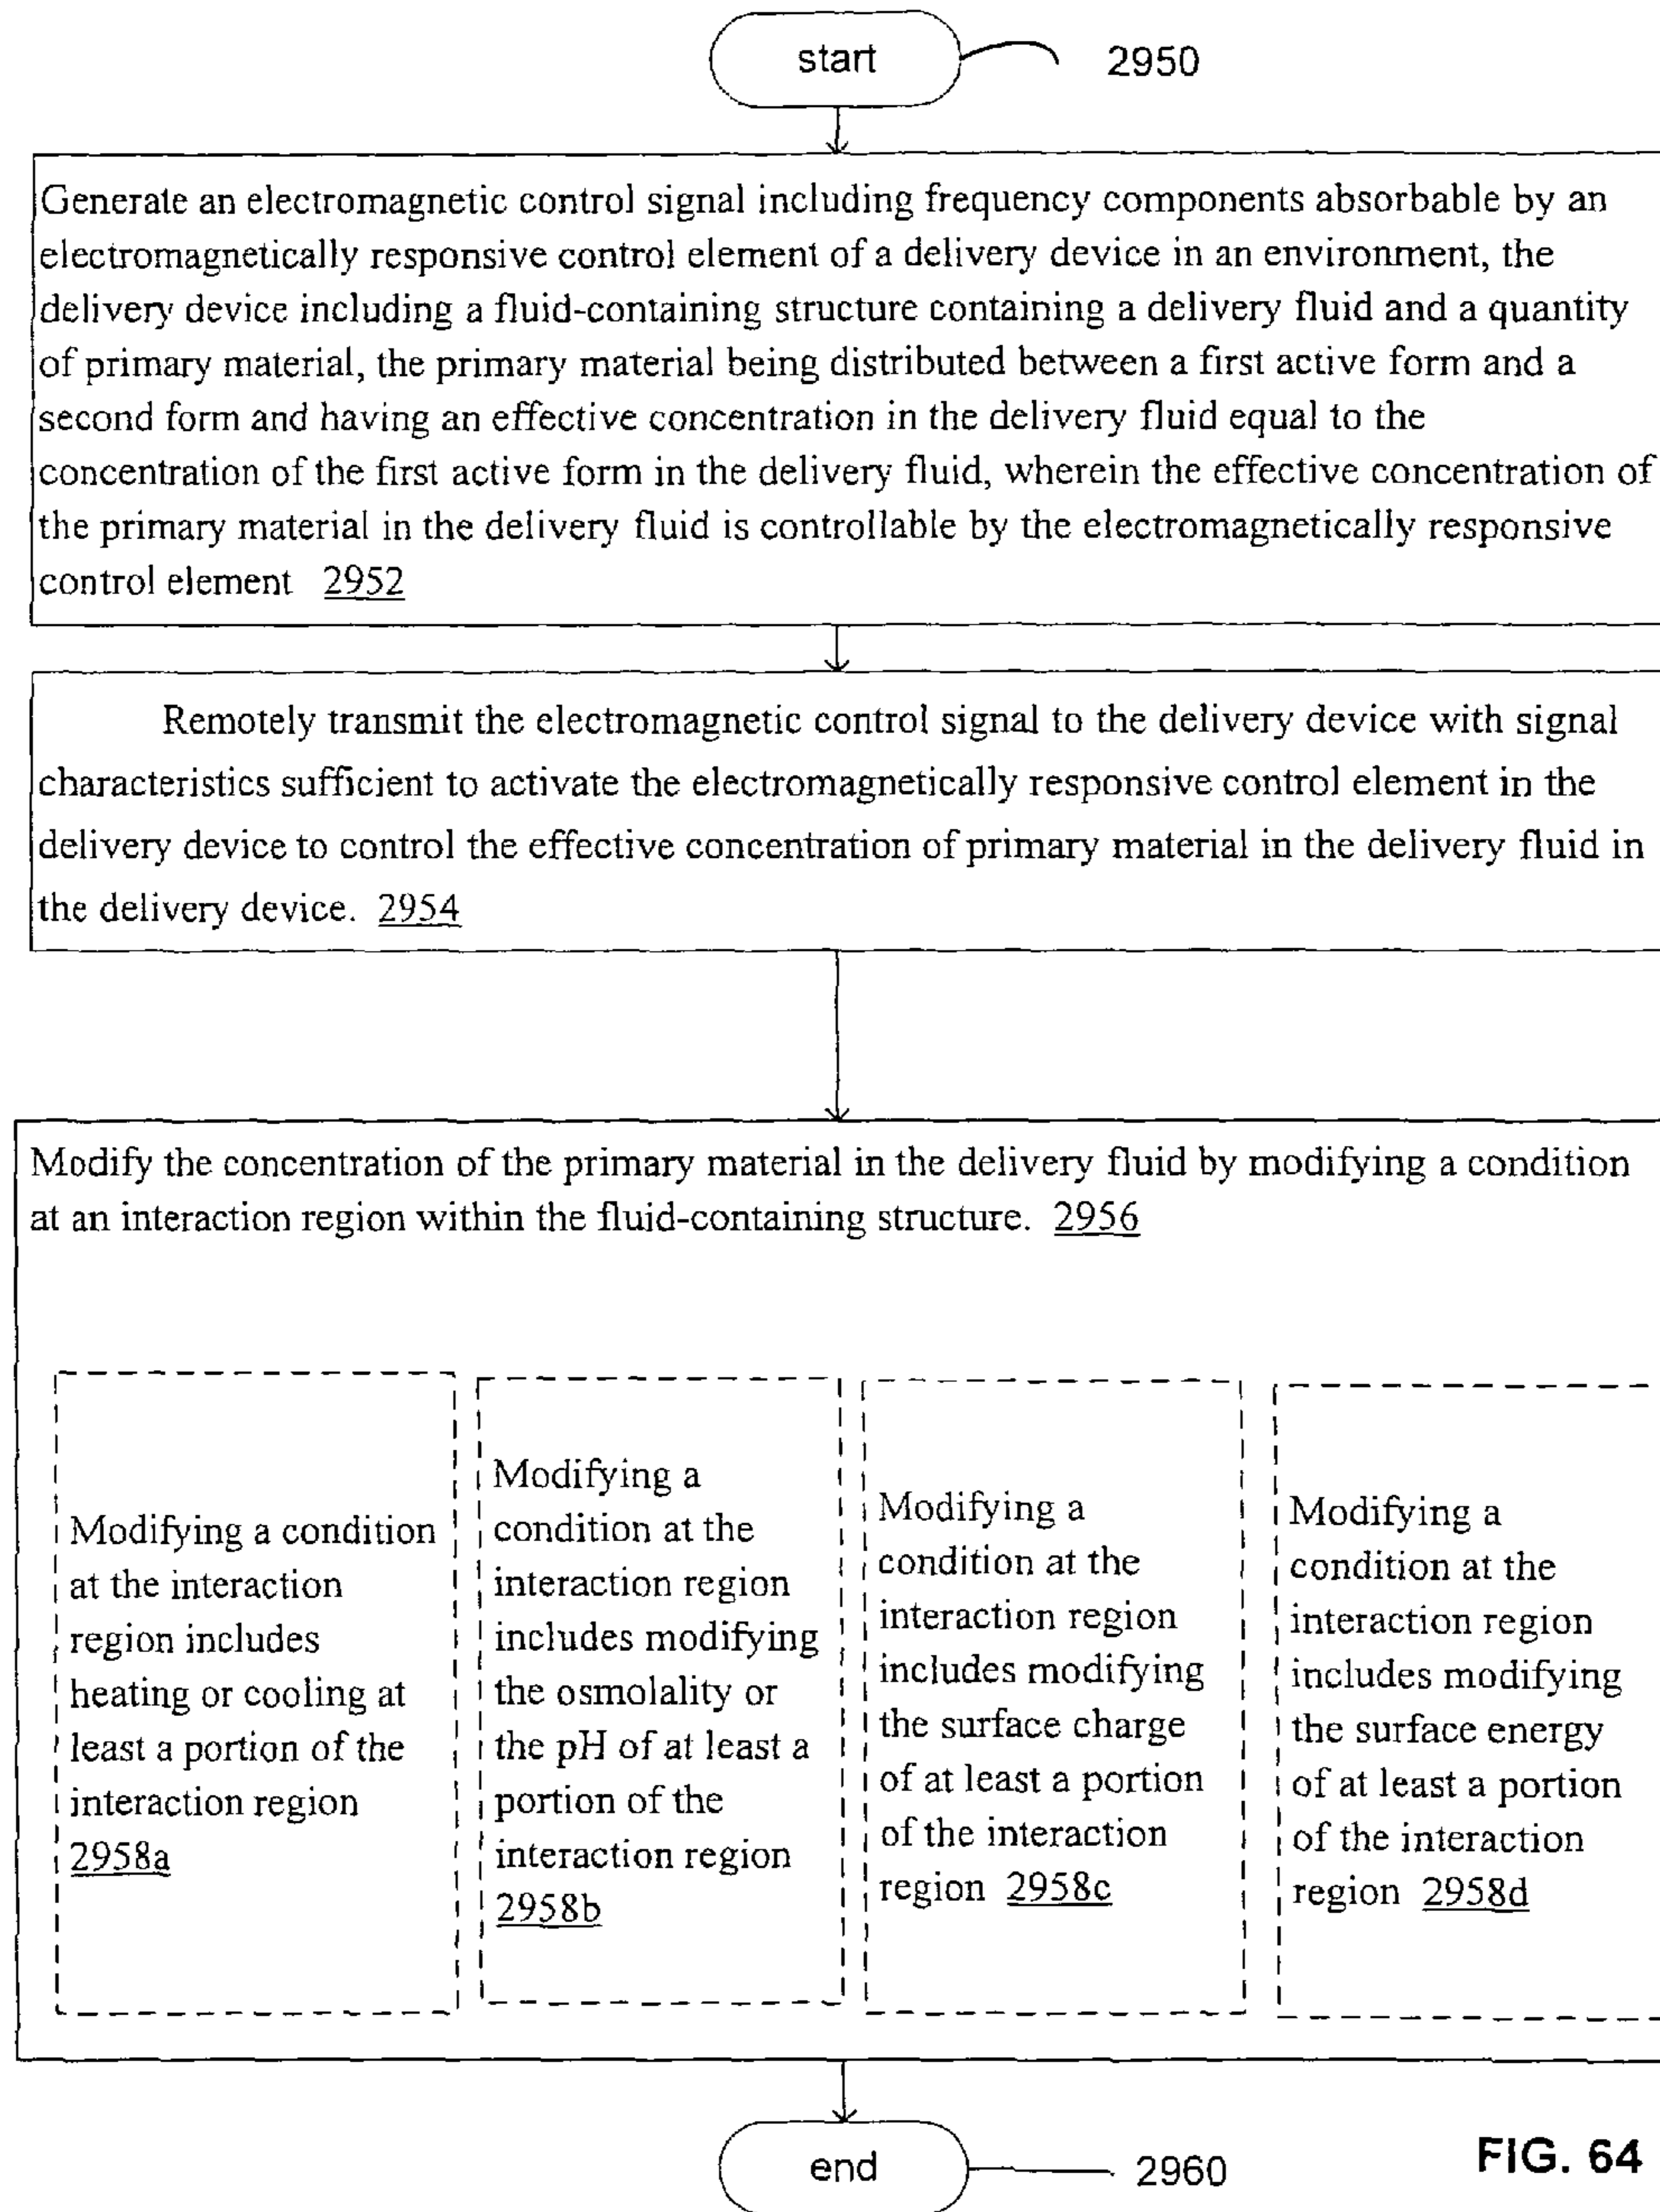 start
2950
Generate an electromagnetic control signal including frequency components absorbable by an
electromagnetically responsive control element of a delivery device in an environment, the
delivery device including a fluid-containing structure containing a delivery fluid and a quantity
of primary material, the primary material being distributed between a first active form and a
second form and having an effective concentration in the delivery fluid equal to the
concentration of the first active form in the delivery fluid, wherein the effective concentration of
the primary material in the delivery fluid is controllable by the electromagnetically responsive
control element 2952
Remotely transmit the electromagnetic control signal to the delivery device with signal
characteristics sufficient to activate the electromagnetically responsive control element in the
delivery device to control the effective concentration of primary material in the delivery fluid in
the delivery device. 2954
Modify the concentration of the primary material in the delivery fluid by modifying a condition
at an interaction region within the fluid-containing structure. 2956
Modifying a condition
at the interaction
region includes
heating or cooling at
least a portion of the
interaction region
2958a
Modifying a
condition at the
interaction region
includes modifying
the osmolality or
the pH of at least a
portion of the
interaction region
2958b
Modifying a
condition at the
interaction region
includes modifying
the surface charge
of at least a portion
of the interaction
region 2958c
Modifying a
condition at the
interaction region
includes modifying
the surface energy
of at least a portion
of the interaction
region 2958d
end
2960
FIG. 64